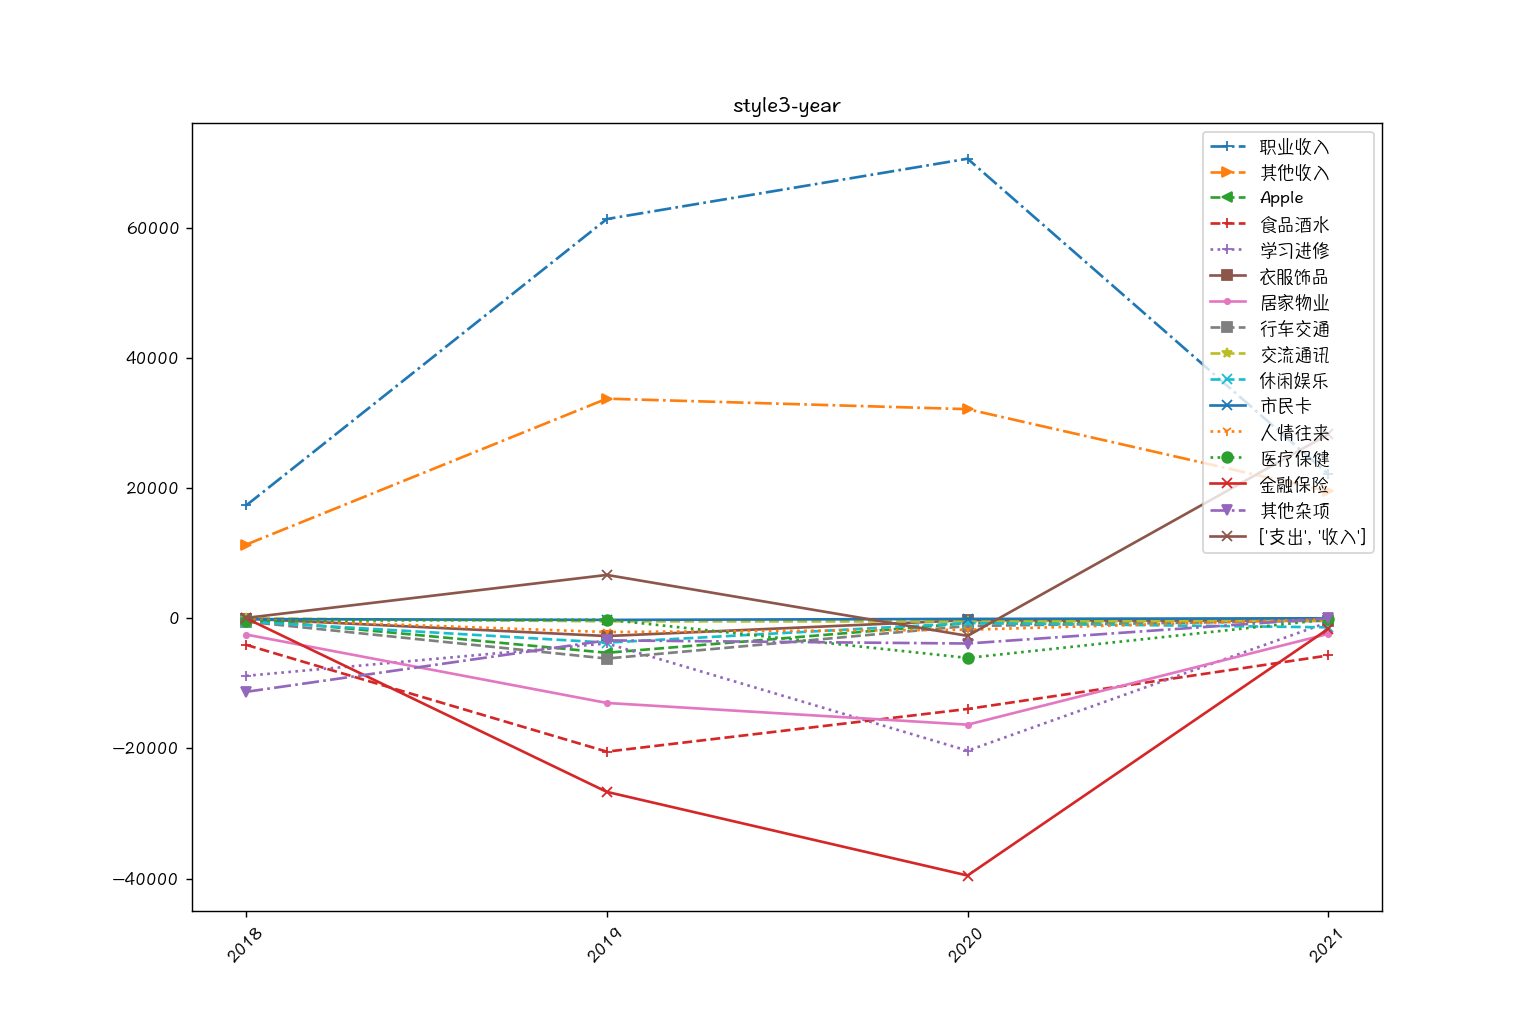 style3-year
60000
40000
20000
0
−20000
−40000
2018
2019
2020
2021
职业收入
其他收入
Apple
食品酒水
学习进修
衣服饰品
居家物业
行车交通
交流通讯
休闲娱乐
市民卡
人情往来
医疗保健
金融保险
其他杂项
['支出', '收入']